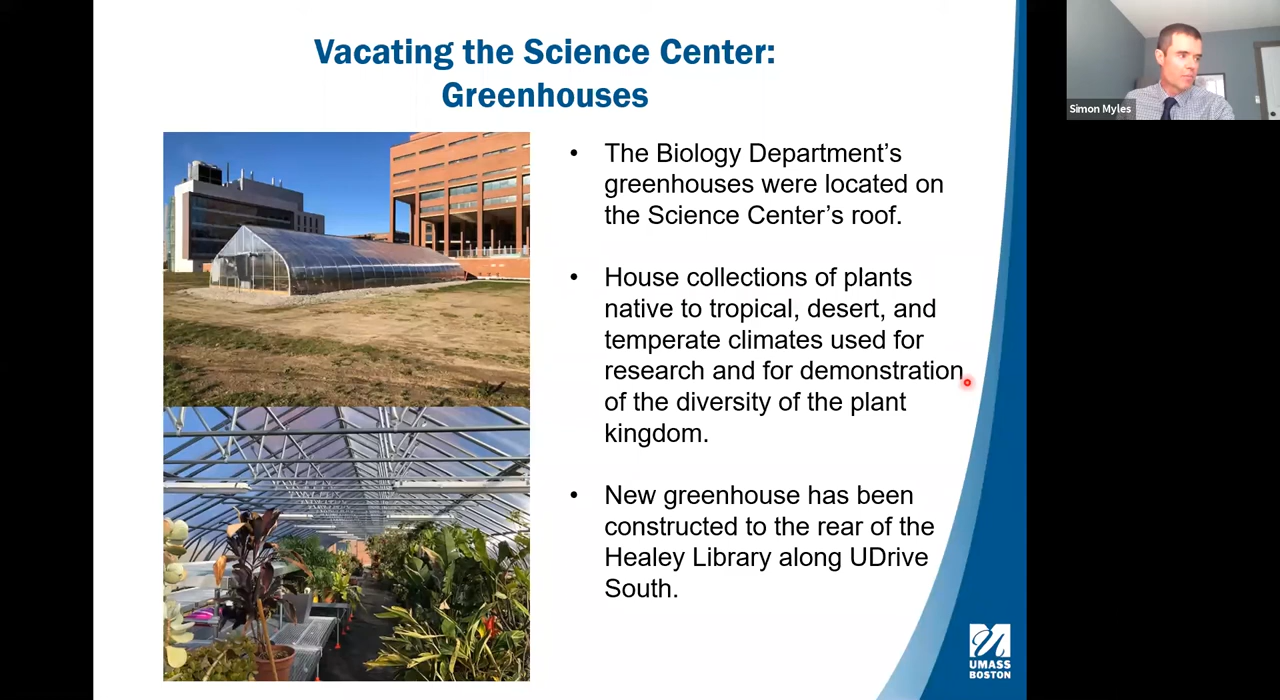 Vacating the Science Center:
Greenhouses
Simon Myles
• The Biology Department’s
greenhouses were located on
the Science Center’s roof.
• House collections of plants
native to tropical, desert, and
temperate climates used for
research and for demonstration
of the diversity of the plant
kingdom.
• New greenhouse has been
constructed to the rear of the
Healey Library along UDrive
South.
UMASS
BOSTON